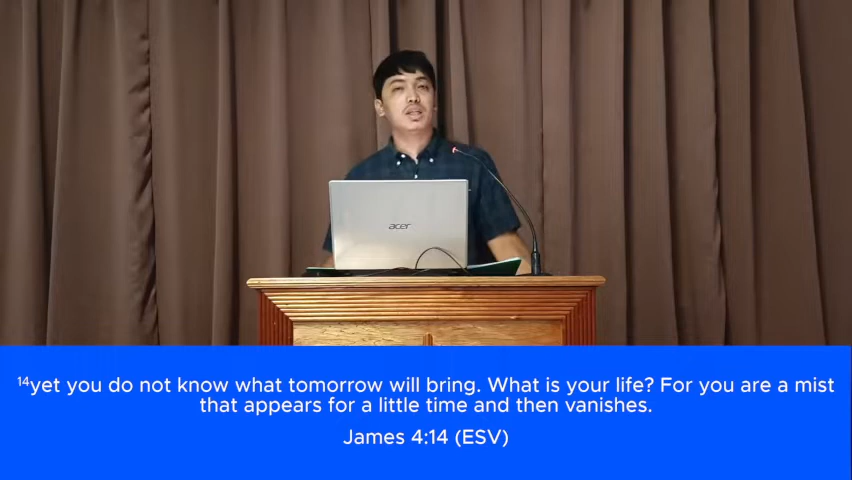 acer
¹⁴yet you do not know what tomorrow will bring. What is your life? For you are a mist
that appears for a little time and then vanishes.
James 4:14 (ESV)